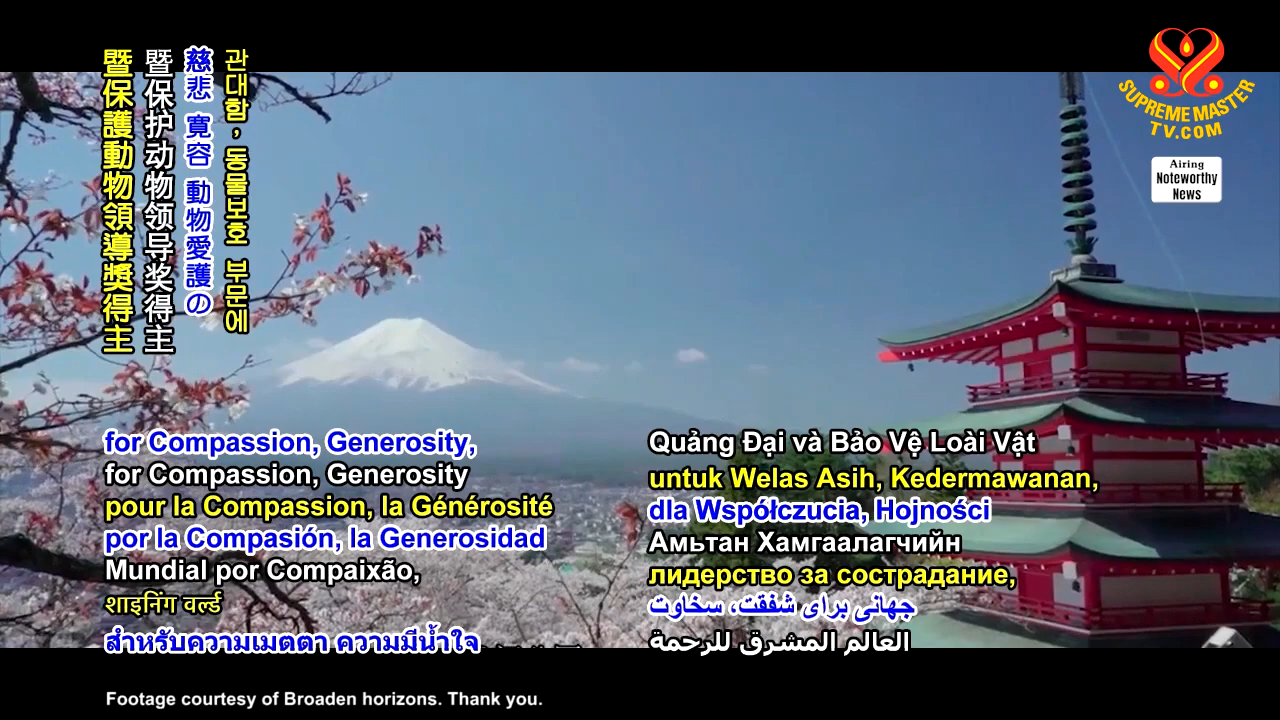 暨保護動物領導獎得主
暨保护动物领导奖得主
慈悲 寛容 動物愛護の
관대함, 동물보호 부문에
SUPREME MASTER
TV.COM
Airing
Noteworthy
News
for Compassion, Generosity,
for Compassion, Generosity
pour la Compassion, la Générosité
por la Compasión, la Generosidad
Mundial por Compaixão,
शाइनिंग वर्ल्ड
สำหรับความเมตตา ความมีน้ำใจ
Quảng Đại và Bảo Vệ Loài Vật
untuk Welas Asih, Kedermawanan,
dla Współczucia, Hojności
Амьтан Хамгаалагчийн
лидерство за сострадание,
جهانی برای شفقت، سخاوت
العالم المشرق للرحمة
Footage courtesy of Broaden horizons. Thank you.